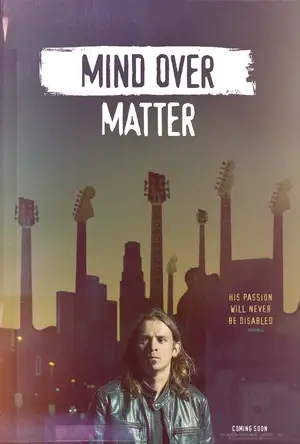 MIND OVER
MATTER
HIS PASSION
WILL NEVER
BE DISABLED
COMING SOON